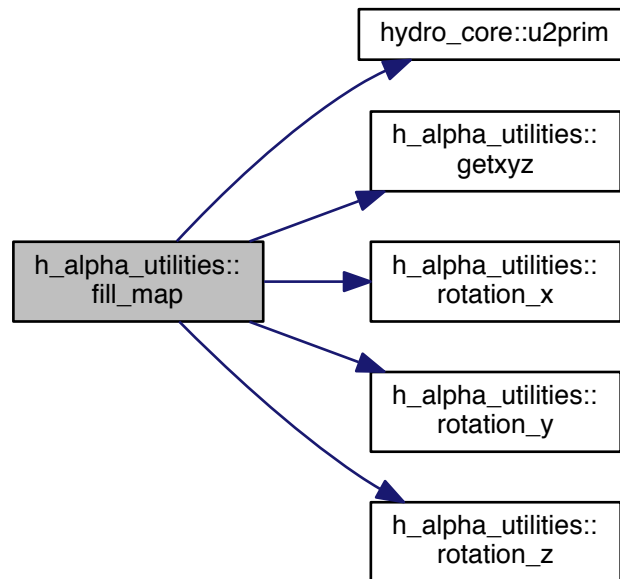 hydro_core::u2prim
h_alpha_utilities::
getxyz
h_alpha_utilities::
fill_map
h_alpha_utilities::
rotation_x
h_alpha_utilities::
rotation_y
h_alpha_utilities::
rotation_z